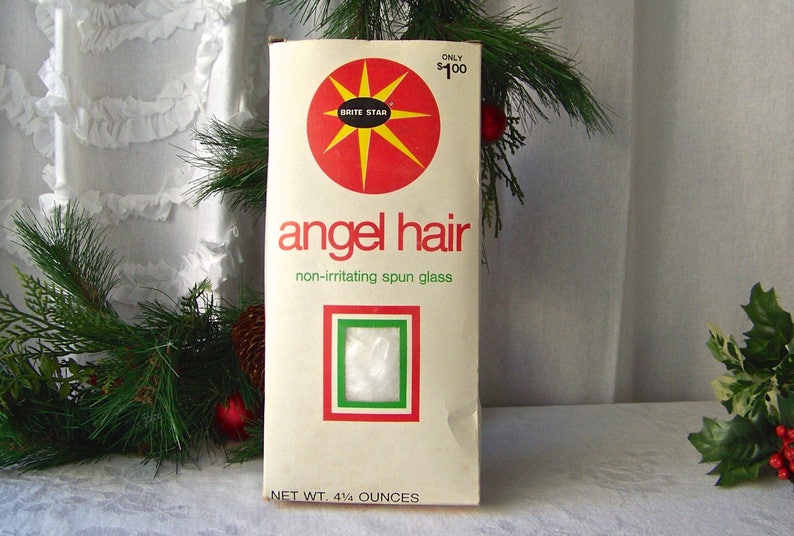 ONLY
$1.00
BRITE STAR
angel hair
non-irritating spun glass
NET WT. 4¼ OUNCES